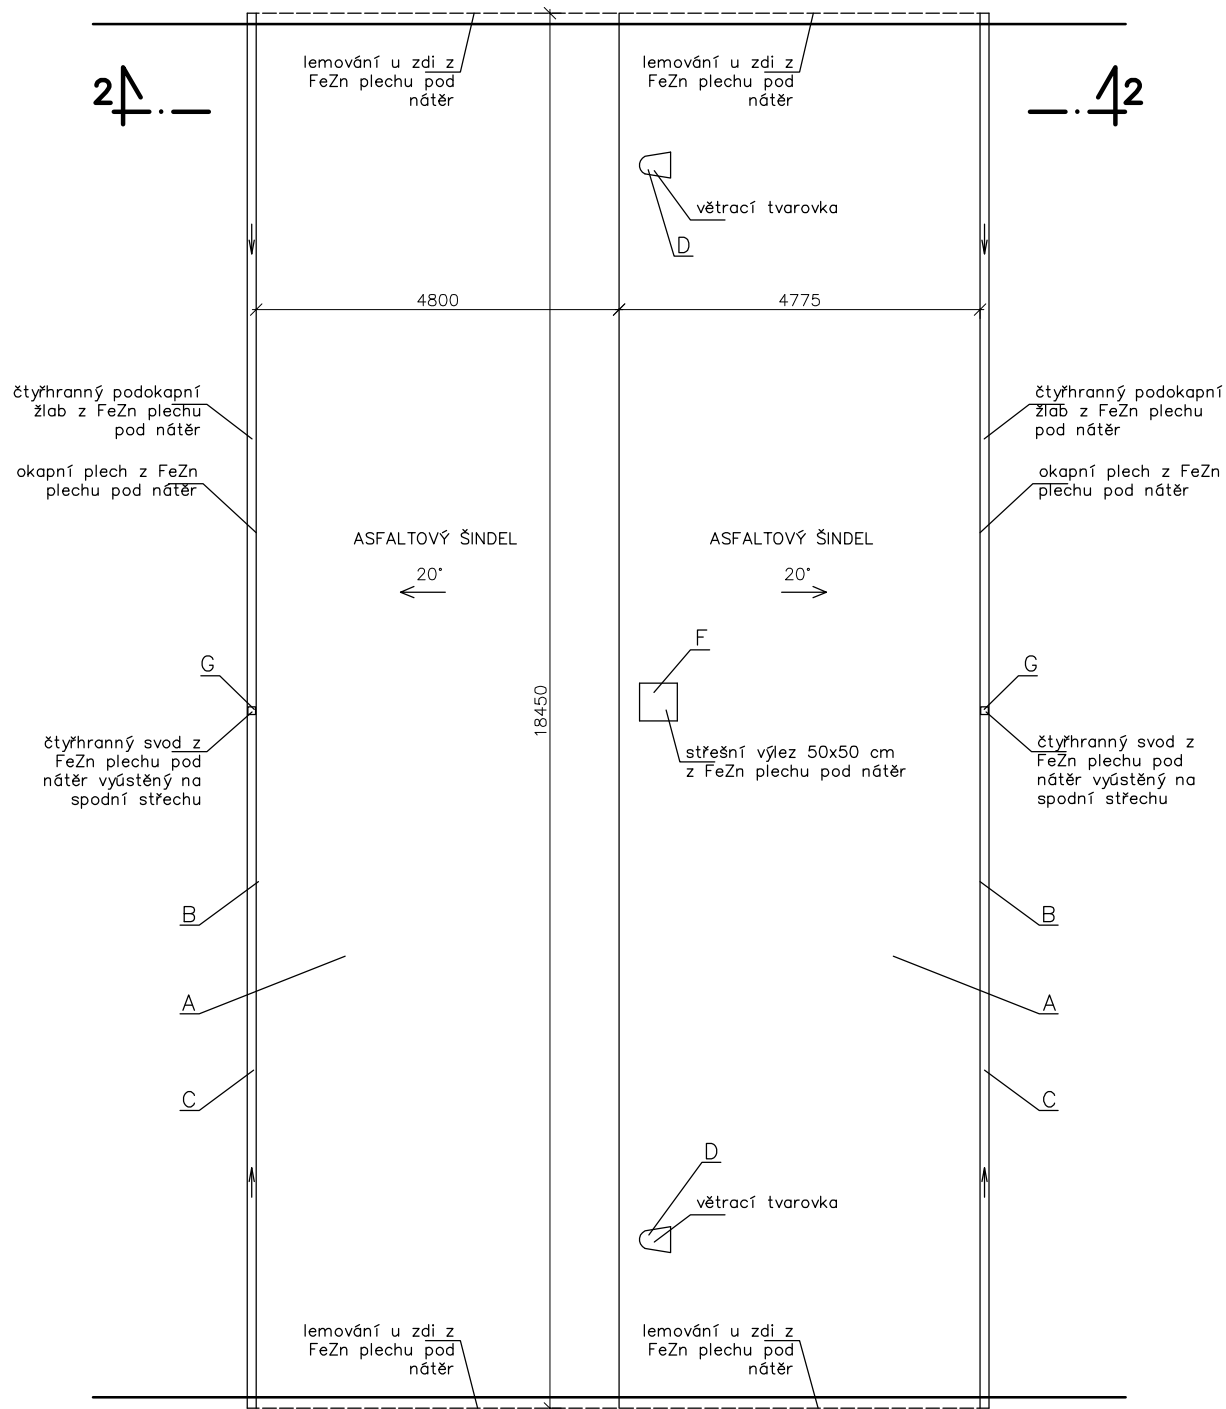 lemování u zdi z
FeZn plechu pod
nátěr
lemování u zdi z
FeZn plechu pod
nátěr
2
2
větrací tvarovka
D
4800
4775
čtyřhranný podokapní
žlab z FeZn plechu
pod nátěr
čtyřhranný podokapní
žlab z FeZn plechu
pod nátěr
okapní plech z FeZn
plechu pod nátěr
okapní plech z FeZn
plechu pod nátěr
ASFALTOVÝ ŠINDEL
20°
ASFALTOVÝ ŠINDEL
20°
F
G
G
18450
čtyřhranný svod z
FeZn plechu pod
nátěr vyústěný na
spodní střechu
střešní výlez 50x50 cm
z FeZn plechu pod nátěr
čtyřhranný svod z
FeZn plechu pod
nátěr vyústěný na
spodní střechu
B
B
A
A
C
C
D
větrací tvarovka
lemování u zdi z
FeZn plechu pod
nátěr
lemování u zdi z
FeZn plechu pod
nátěr